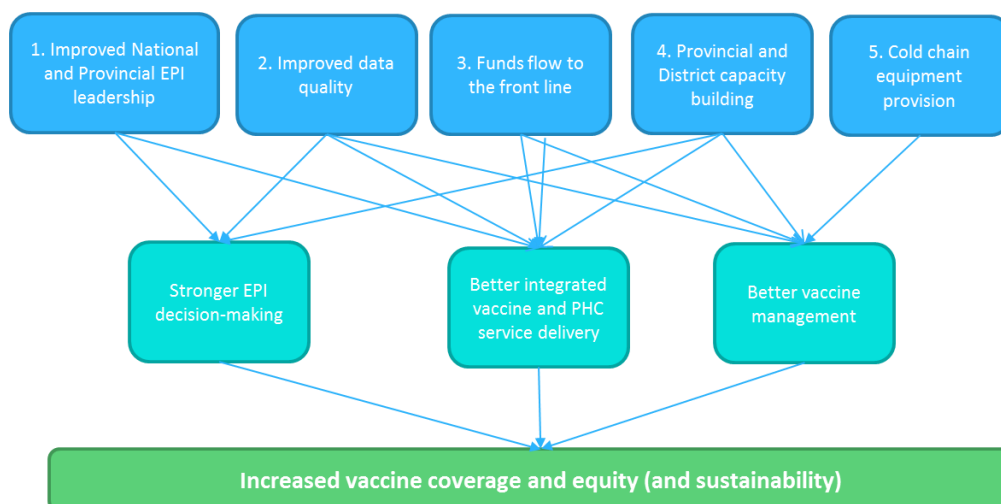 1. Improved National
and Provincial EPI
leadership
2. Improved data
quality
3. Funds flow to
the front line
4. Provincial and
District capacity
building
5. Cold chain
equipment
provision
Stronger EPI
decision-making
Better integrated
vaccine and PHC
service delivery
Better vaccine
management
Increased vaccine coverage and equity (and sustainability)